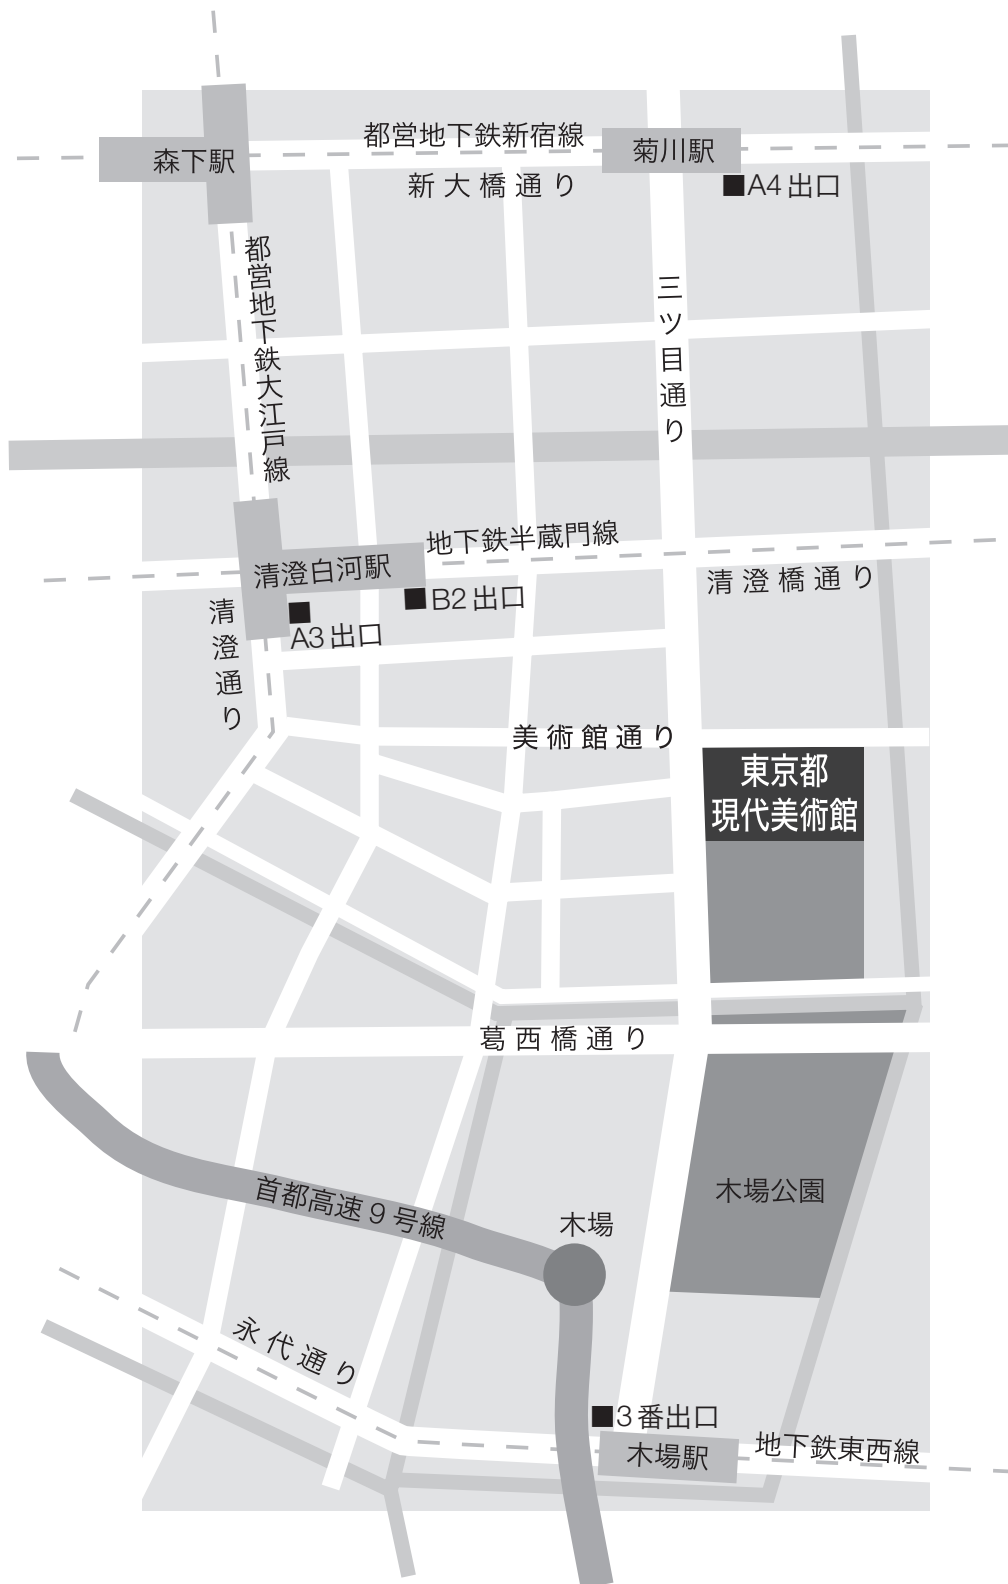 都営地下鉄新宿線
森下駅
菊川駅
新大橋通り
■A4出口
都営地下鉄大江戸線
三ツ目通り
地下鉄半蔵門線
清澄白河駅
清澄橋通り
■B2出口
■
A3出口
清澄通り
美術館通り
東京都
現代美術館
葛西橋通り
首都高速9号線
木場公園
木場
永代通り
■3番出口
木場駅
地下鉄東西線